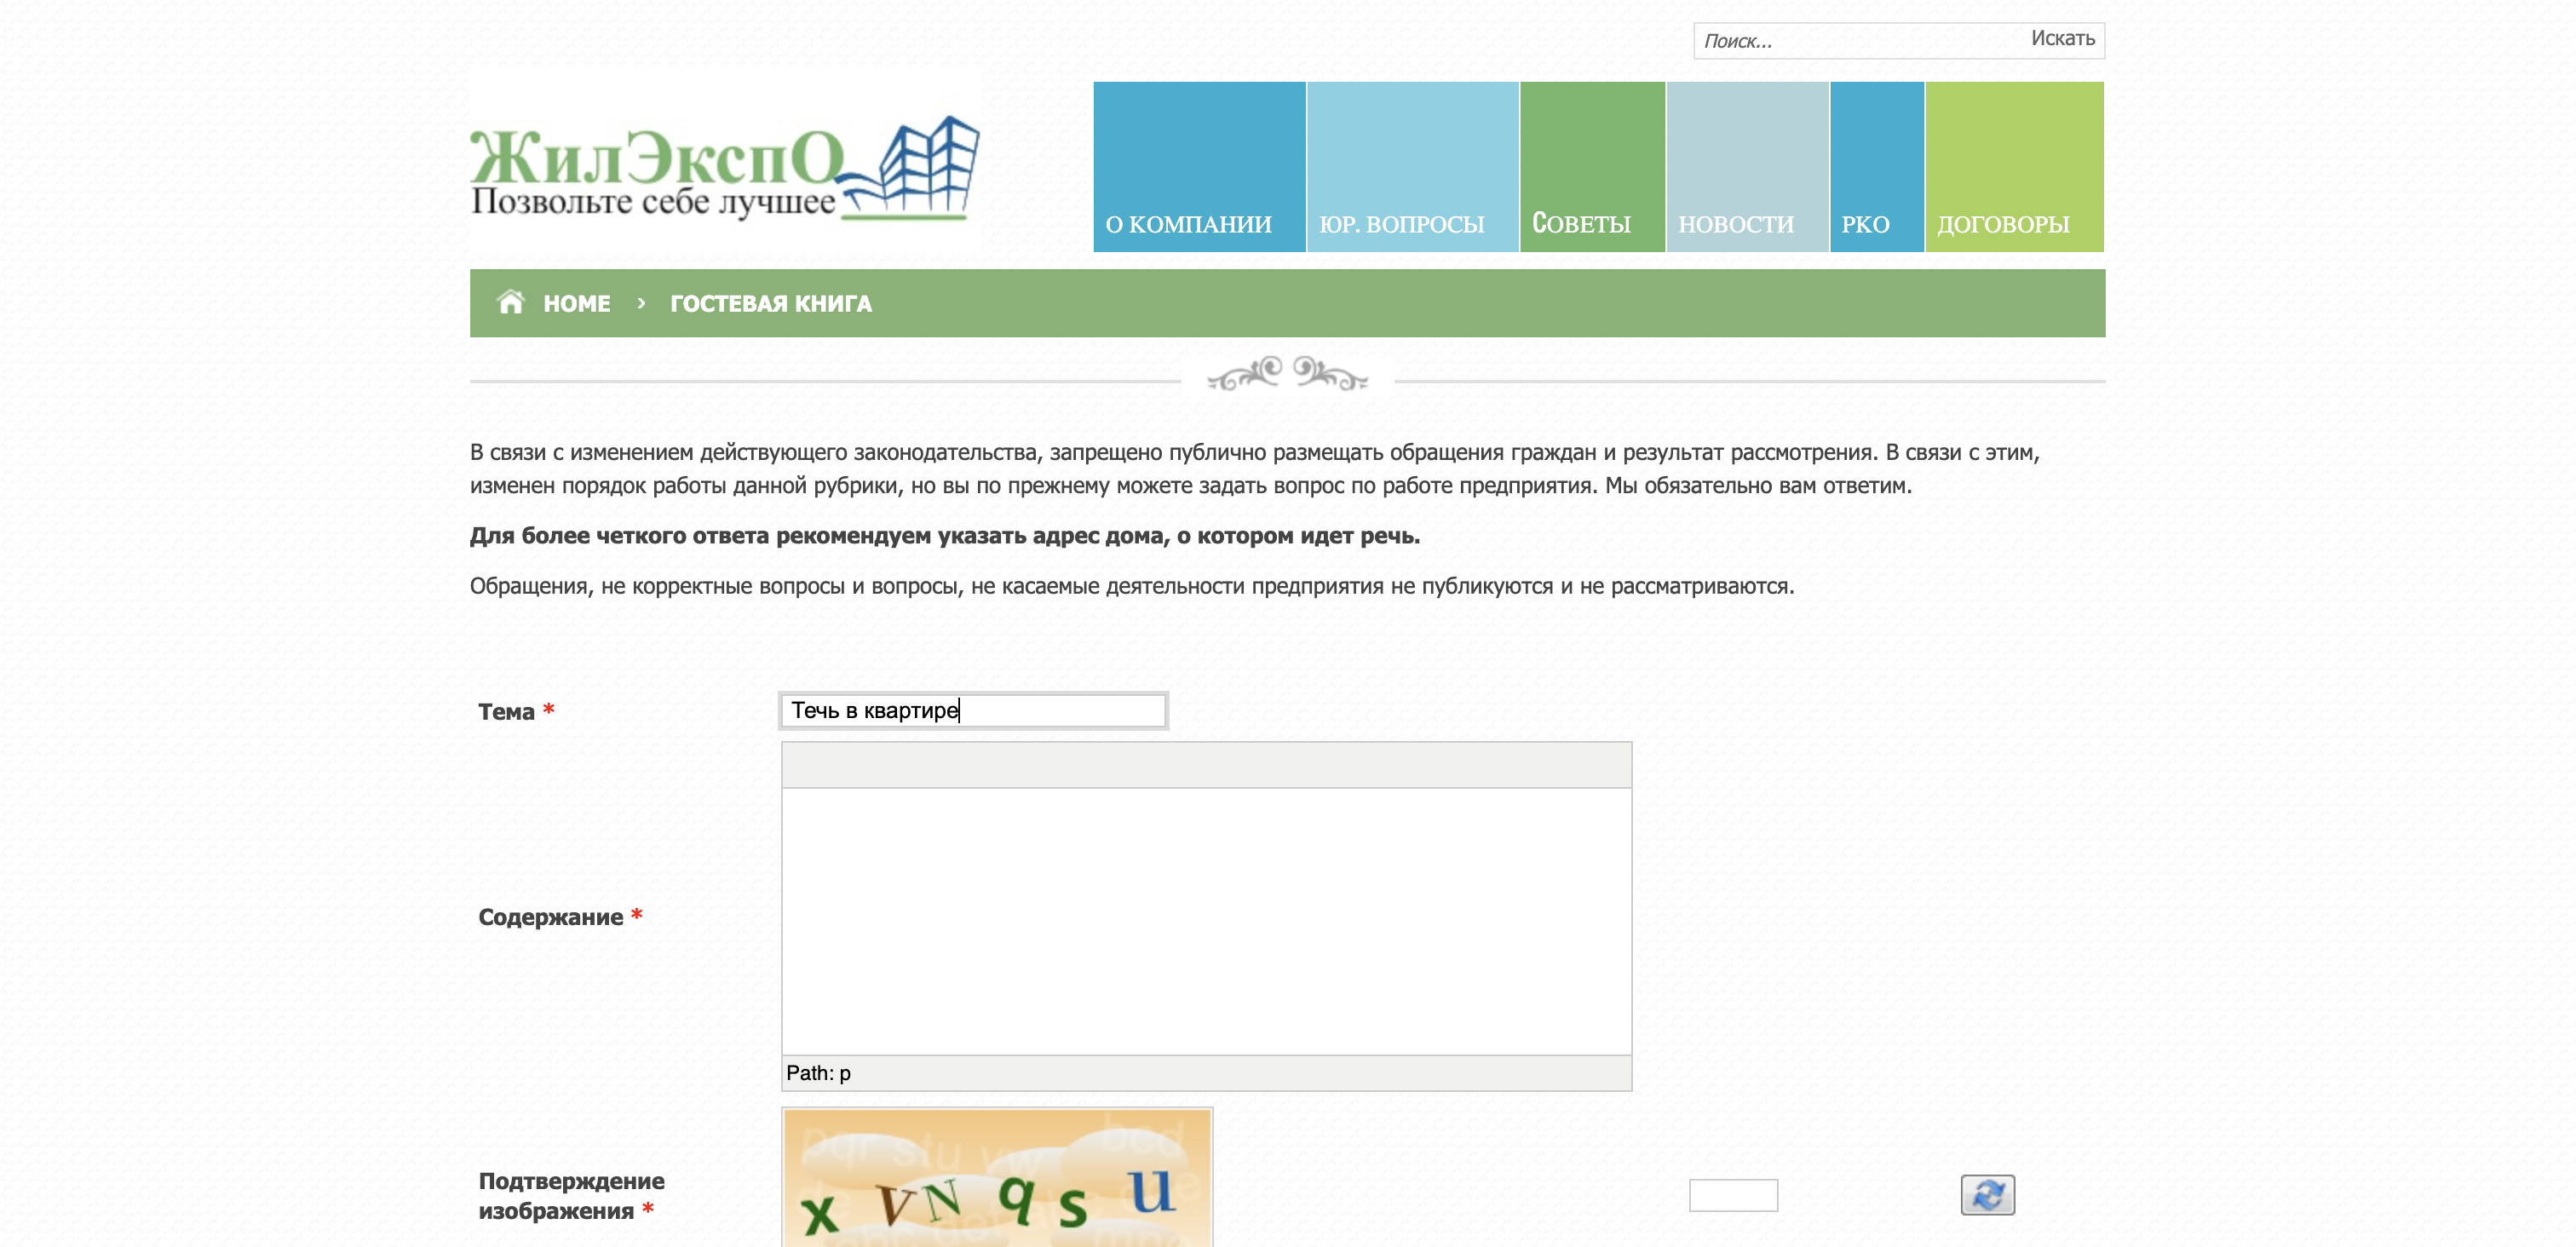 Поиск...
Искать
ЖилЭкспО
Позвольте себе лучшее
О КОМПАНИИ
ЮР. ВОПРОСЫ
СОВЕТЫ
НОВОСТИ
РКО
ДОГОВОРЫ
HOME › ГОСТЕВАЯ КНИГА
В связи с изменением действующего законодательства, запрещено публично размещать обращения граждан и результат рассмотрения. В связи с этим,
изменен порядок работы данной рубрики, но вы по прежнему можете задать вопрос по работе предприятия. Мы обязательно вам ответим.
Для более четкого ответа рекомендуем указать адрес дома, о котором идет речь.
Обращения, не корректные вопросы и вопросы, не касаемые деятельности предприятия не публикуются и не рассматриваются.
Тема *
Течь в квартире
Содержание *
Path: p
Подтверждение
изображения *
x V N q s u